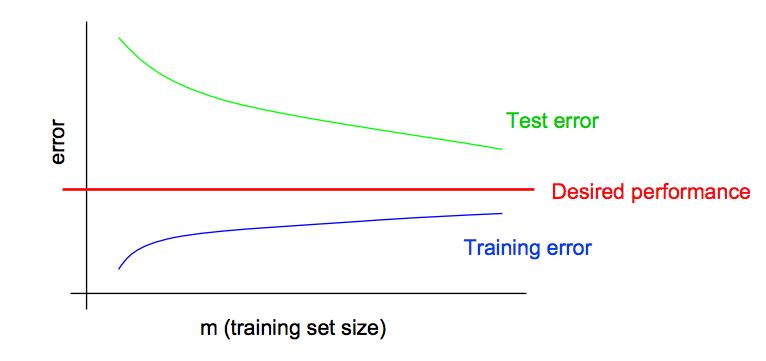 error
Test error
Desired performance
Training error
m (training set size)